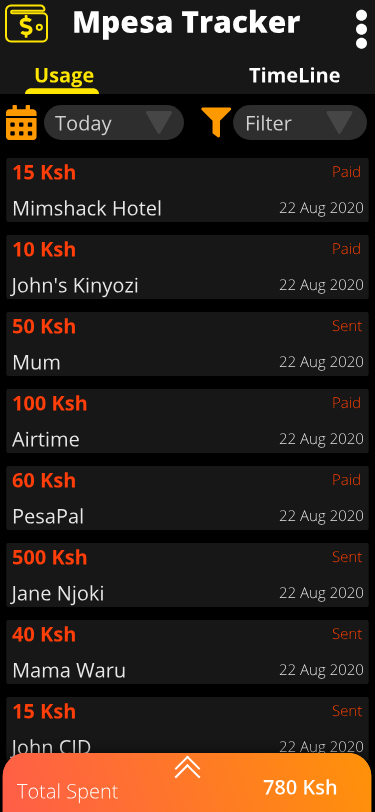 Mpesa Tracker
Usage TimeLine
Today Filter
15 Ksh Paid
Mimshack Hotel 22 Aug 2020
10 Ksh Paid
John's Kinyozi 22 Aug 2020
50 Ksh Sent
Mum 22 Aug 2020
100 Ksh Paid
Airtime 22 Aug 2020
60 Ksh Paid
PesaPal 22 Aug 2020
500 Ksh Sent
Jane Njoki 22 Aug 2020
40 Ksh Sent
Mama Waru 22 Aug 2020
15 Ksh Sent
John CID 22 Aug 2020
Total Spent 780 Ksh